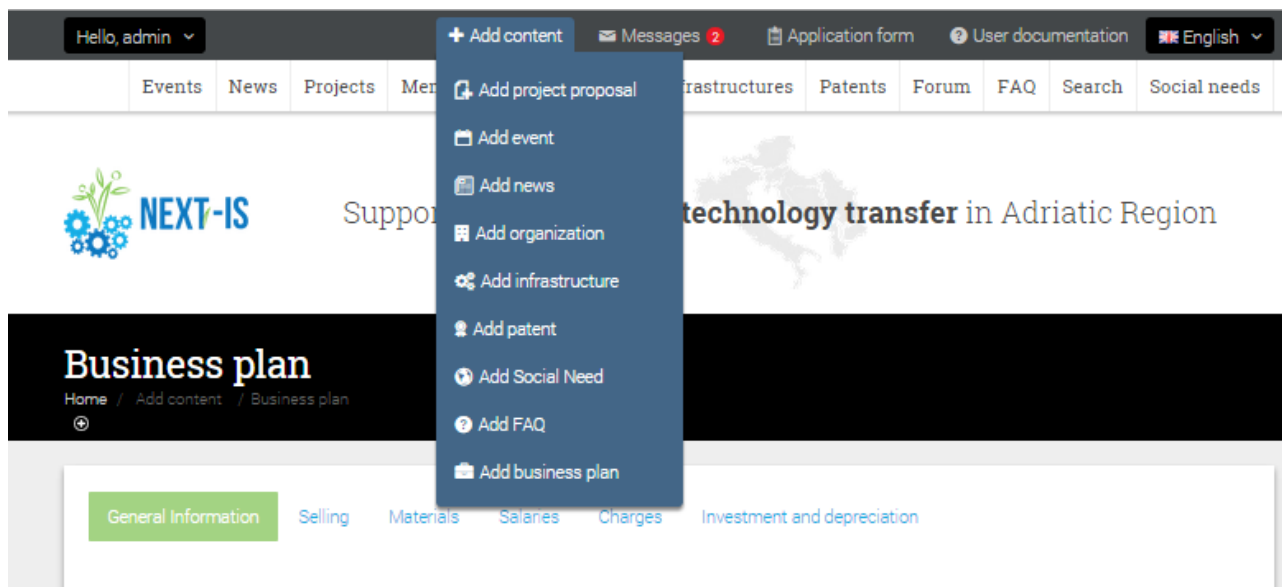 Hello, admin
Add content
Messages 2
Application form
User documentation
English
Events News Projects Mer rastructures Patents Forum FAQ Search Social needs
Add project proposal
Add event
Add news
Add organization
Add infrastructure
Add patent
Add Social Need
Add FAQ
Add business plan
NEXT-IS
Suppor technology transfer in Adriatic Region
Business plan
Home / Add content / Business plan
General Information Selling Materials Salaries Charges Investment and depreciation